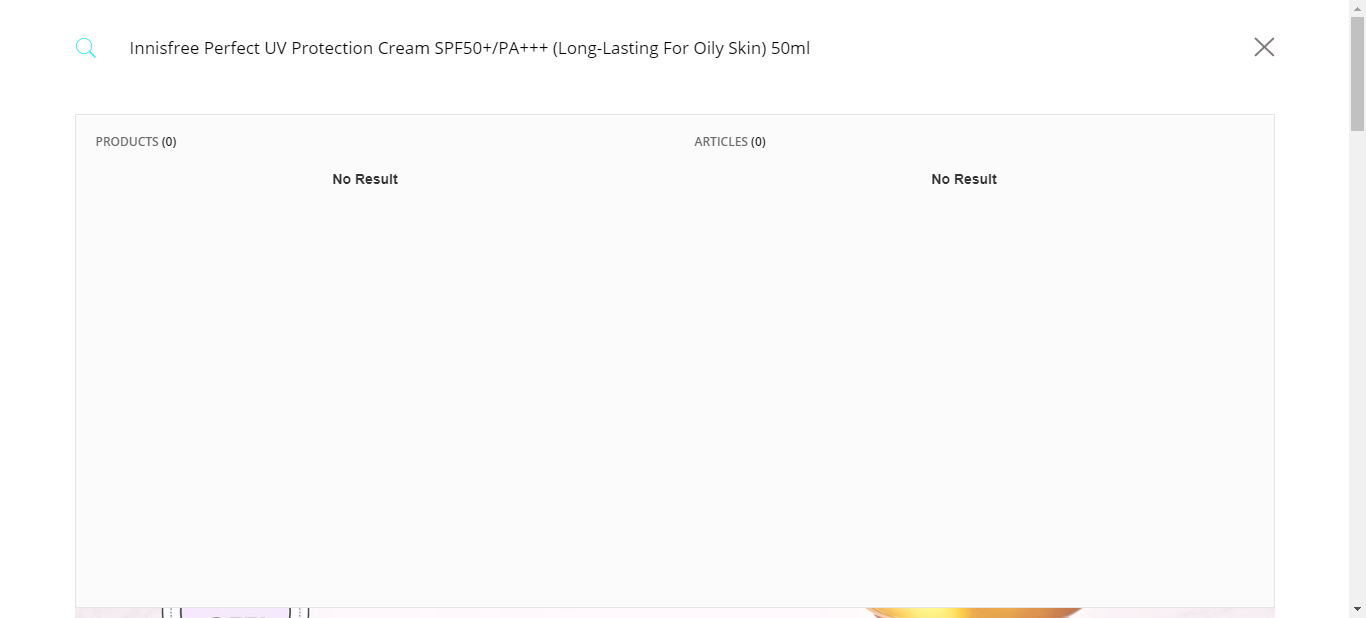 Innisfree Perfect UV Protection Cream SPF50+/PA+++ (Long-Lasting For Oily Skin) 50ml
PRODUCTS (0)
ARTICLES (0)
No Result
No Result